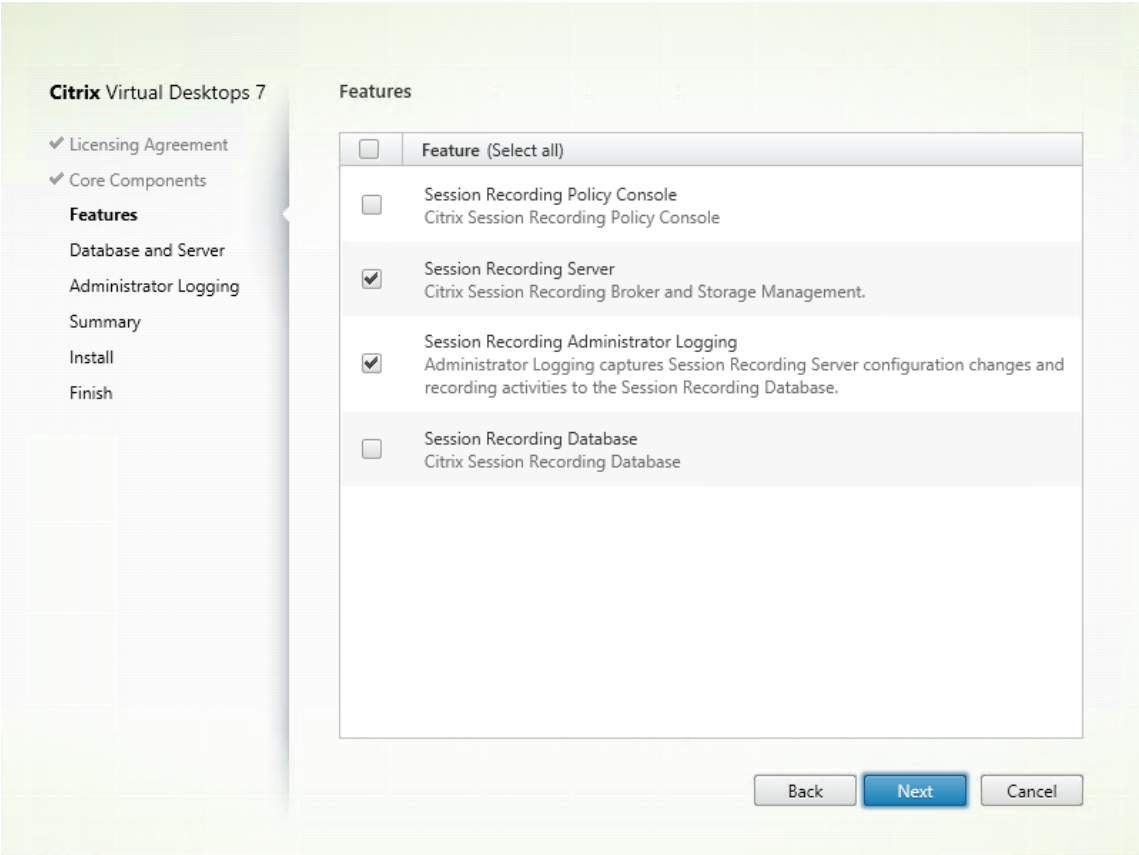 Citrix Virtual Desktops 7
Licensing Agreement
Core Components
Features
Database and Server
Administrator Logging
Summary
Install
Finish
Features
Feature (Select all)
Session Recording Policy Console
Citrix Session Recording Policy Console
Session Recording Server
Citrix Session Recording Broker and Storage Management.
Session Recording Administrator Logging
Administrator Logging captures Session Recording Server configuration changes and
recording activities to the Session Recording Database.
Session Recording Database
Citrix Session Recording Database
Back
Next
Cancel